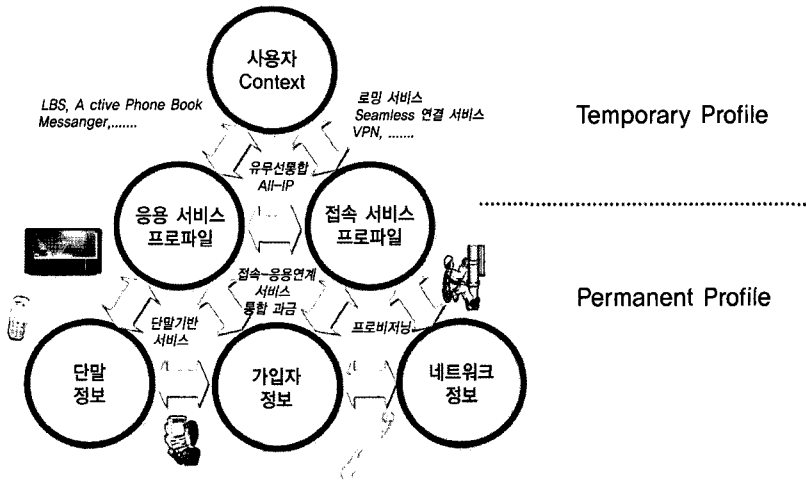 사용자
Context
LBS, A ctive Phone Book
Messanger,.......
로밍 서비스
Seamless 연결 서비스
VPN, .......
Temporary Profile
유무선통합
All-IP
응용 서비스
프로파일
접속 서비스
프로파일
접속-응용연계
서비스
통합 과금
Permanent Profile
단말기반
서비스
프로비저닝
단말
정보
가입자
정보
네트워크
정보